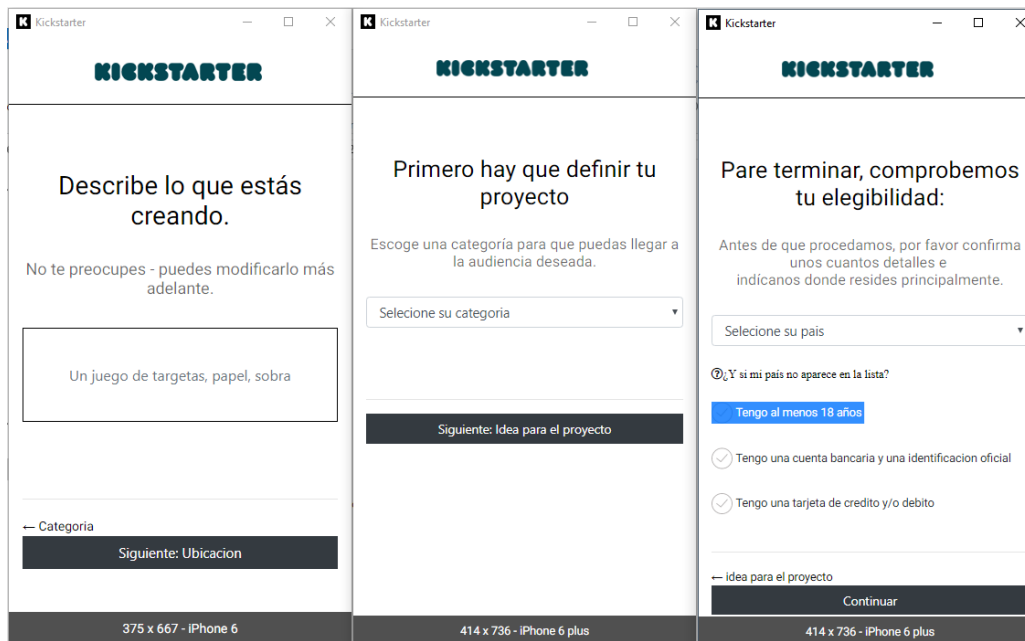 Kickstarter
KICKSTARTER
Describe lo que estás
creando.
No te preocupes - puedes modificarlo más
adelante.
Un juego de targetas, papel, sobra
← Categoria
Siguiente: Ubicacion
375 x 667 - iPhone 6
Kickstarter
KICKSTARTER
Primero hay que definir tu
proyecto
Escoge una categoría para que puedas llegar a
la audiencia deseada.
Selecione su categoria
Siguiente: Idea para el proyecto
414 x 736 - iPhone 6 plus
Kickstarter
KICKSTARTER
Pare terminar, comprobemos
tu elegibilidad:
Antes de que procedamos, por favor confirma
unos cuantos detalles e
indícanos donde resides principalmente.
Selecione su pais
¿Y si mi país no aparece en la lista?
Tengo al menos 18 años
Tengo una cuenta bancaria y una identificacion oficial
Tengo una tarjeta de credito y/o debito
← idea para el proyecto
Continuar
414 x 736 - iPhone 6 plus